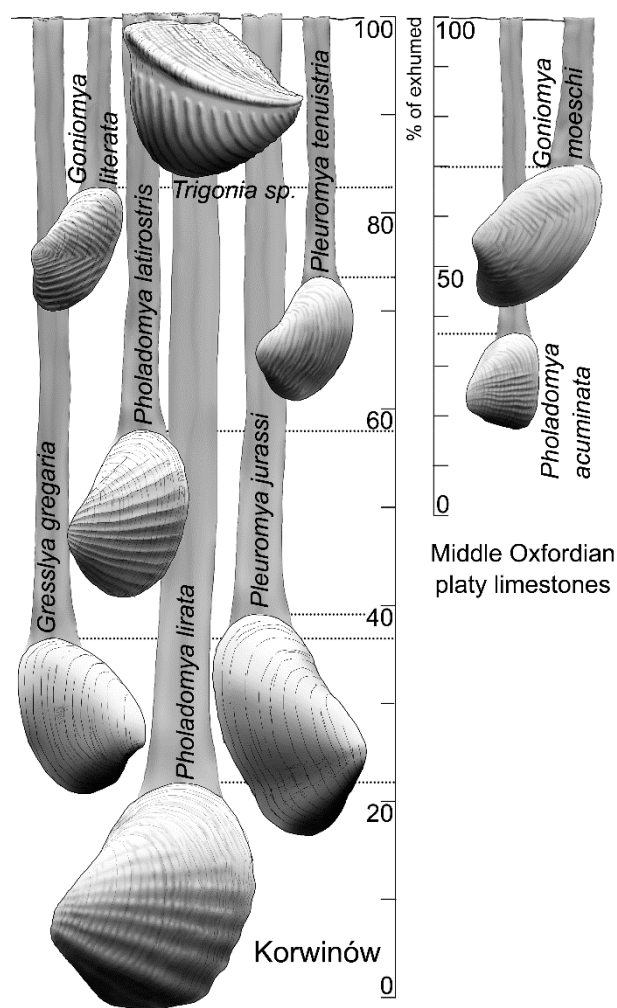 100
80
60
40
20
0
% of exhumed
100
50
0
Goniomya
literata
Trigonia sp.
Pleuromya tenuistria
Pholadomya latirostris
Gresslya gregaria
Pholadomya lirata
Pleuromya jurassi
Korwinów
Goniomya
moeschi
Pholadomya
acuminata
Middle Oxfordian
platy limestones